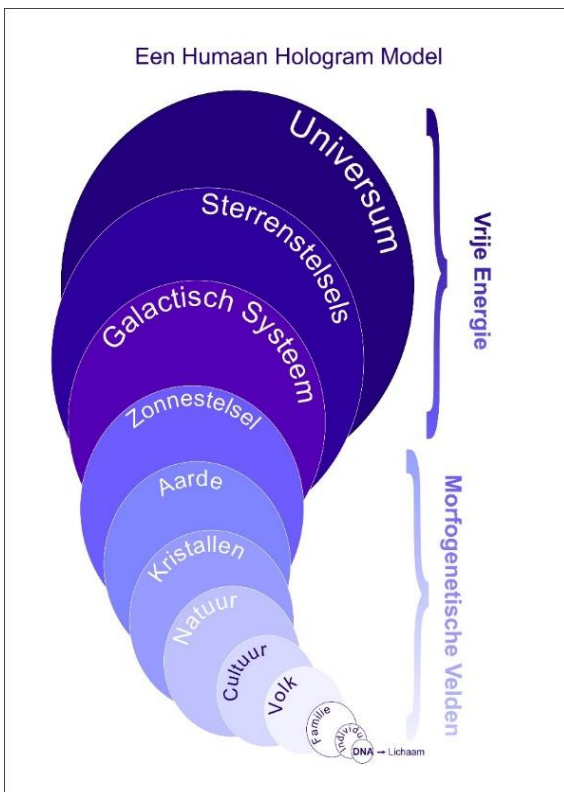 Een Humaan Hologram Model
Universum
Sterrenstelsels
Galactisch Systeem
Zonnestelsel
Aarde
Kristallen
Natuur
Cultuur
Volk
Familie
Individu
DNA → Lichaam
Vrije Energie
Morfogenetische Velden